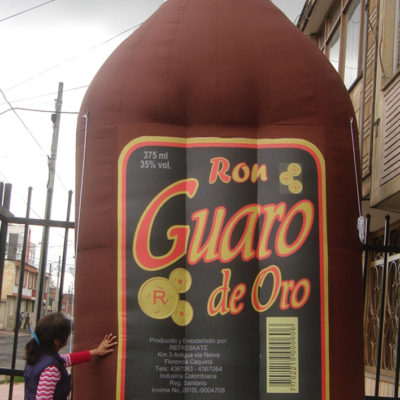 375 ml
35% vol.
Ron
Guaro
de Oro
R
Producido y Embotellado por
REFRESKATE
Km 3 Antigua via Neiva
Florencia Caquetá
Tels: 4367063 - 4367064
Industria Colombiana
Reg. Sanitario
Invima No. 2010L-0004706